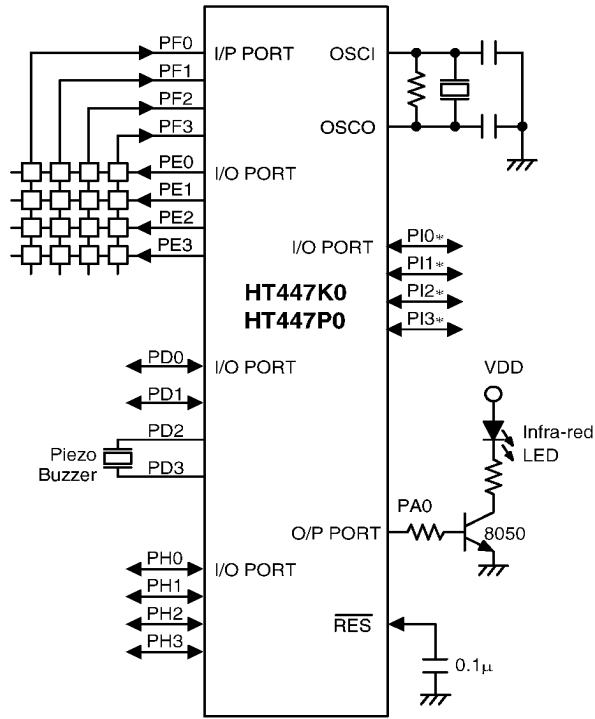 PF0
I/P PORT
OSCI
PF1
PF2
PF3
OSCO
PE0
I/O PORT
PE1
PE2
PE3
I/O PORT
PI0*
PI1*
PI2*
PI3*
HT447K0
HT447P0
PD0
I/O PORT
PD1
PD2
PD3
Piezo
Buzzer
VDD
Infra-red
LED
PA0
O/P PORT
8050
PH0
I/O PORT
PH1
PH2
PH3
RES
0.1μ